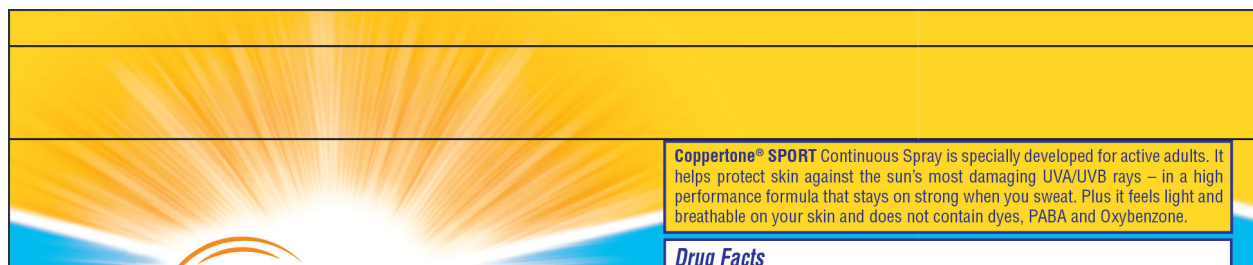 Coppertone® SPORT Continuous Spray is specially developed for active adults. It
helps protect skin against the sun's most damaging UVA/UVB rays – in a high
performance formula that stays on strong when you sweat. Plus it feels light and
breathable on your skin and does not contain dyes, PABA and Oxybenzone.
Drug Facts